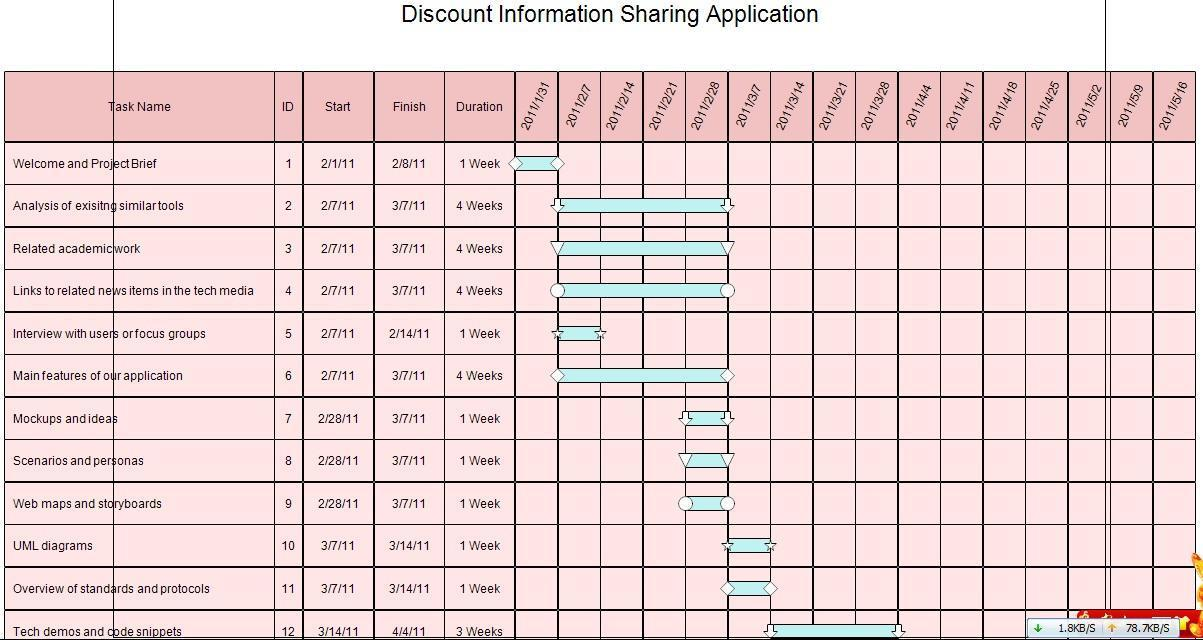 Discount Information Sharing Application
Task Name ID Start Finish Duration 2011/1/31 2011/2/7 2011/2/14 2011/2/21 2011/2/28 2011/3/7 2011/3/14 2011/3/21 2011/3/28 2011/4/4 2011/4/11 2011/4/18 2011/4/25 2011/5/2 2011/5/9 2011/5/16
Welcome and Project Brief 1 2/1/11 2/8/11 1 Week
Analysis of exisitng similar tools 2 2/7/11 3/7/11 4 Weeks
Related academic work 3 2/7/11 3/7/11 4 Weeks
Links to related news items in the tech media 4 2/7/11 3/7/11 4 Weeks
Interview with users or focus groups 5 2/7/11 2/14/11 1 Week
Main features of our application 6 2/7/11 3/7/11 4 Weeks
Mockups and ideas 7 2/28/11 3/7/11 1 Week
Scenarios and personas 8 2/28/11 3/7/11 1 Week
Web maps and storyboards 9 2/28/11 3/7/11 1 Week
UML diagrams 10 3/7/11 3/14/11 1 Week
Overview of standards and protocols 11 3/7/11 3/14/11 1 Week
Tech demos and code snippets 12 3/14/11 4/4/11 3 Weeks
1.8KB/S 78.7KB/S